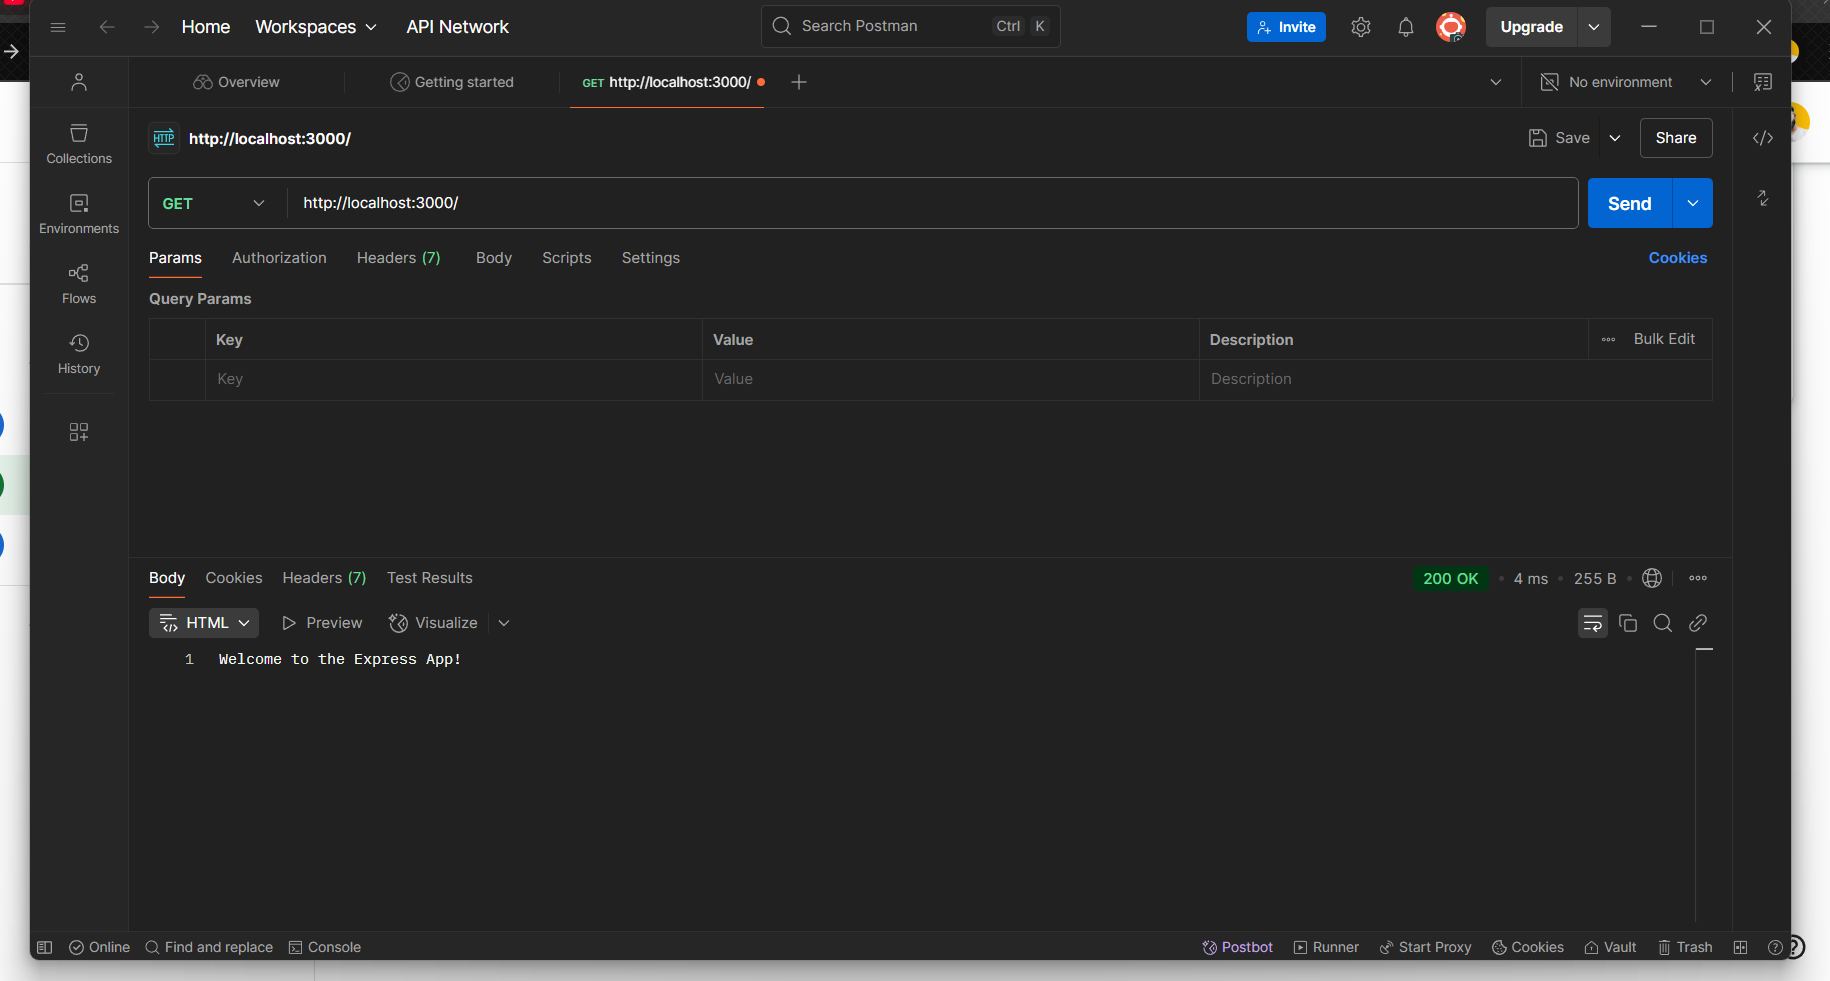 Home Workspaces API Network Search Postman Ctrl K Invite Upgrade
Overview Getting started GET http://localhost:3000/ No environment
HTTP http://localhost:3000/ Save Share
Collections
Environments
Flows
History
GET http://localhost:3000/ Send
Params Authorization Headers (7) Body Scripts Settings Cookies
Query Params
Key Value Description Bulk Edit
Key Value Description
Body Cookies Headers (7) Test Results 200 OK • 4 ms • 255 B
HTML Preview Visualize
1 Welcome to the Express App!
Online Find and replace Console Postbot Runner Start Proxy Cookies Vault Trash